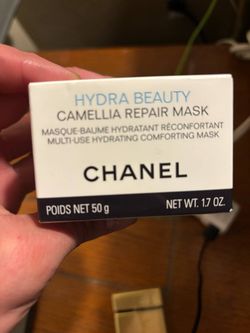 HYDRA BEAUTY
CAMELLIA REPAIR MASK
MASQUE-BAUME HYDRATANT RÉCONFORTANT
MULTI-USE HYDRATING COMFORTING MASK
CHANEL
POIDS NET 50 g NET WT. 1.7 OZ.